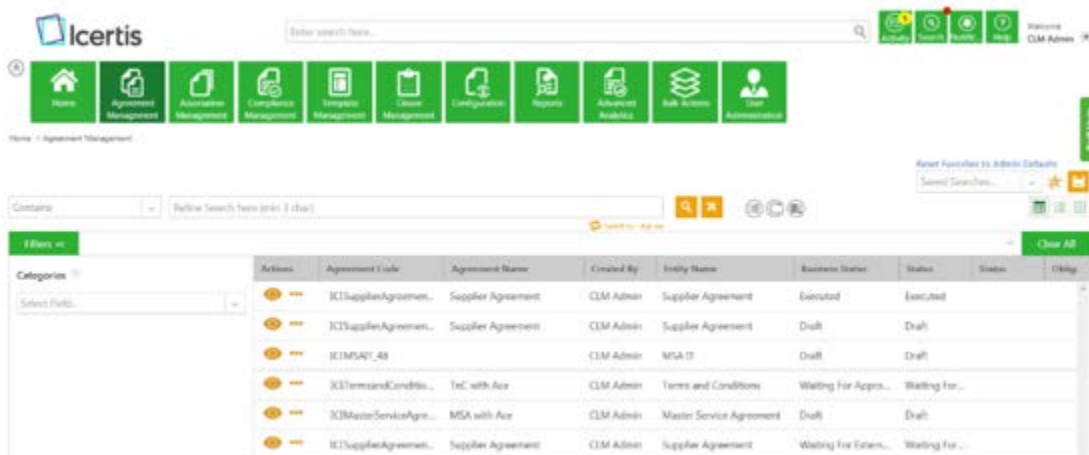 Icertis
Enter search here...
Activity Search Notific... Help
Welcome
CLM Admin
Home
Agreement Management
Association Management
Compliance Management
Template Management
Clause Management
Configuration
Reports
Advanced Analytics
Bulk Actions
User Administration
Home > Agreement Management
Reset Favorites to Admin Defaults
Saved Searches...
Contains
Refine Search here (min 3 char)
Filters
Clear All
Categories
Select Field...
Actions Agreement Code Agreement Name Created By Entity Name Business Status Status Status Oblig
ICISupplierAgreemen... Supplier Agreement CLM Admin Supplier Agreement Executed Executed
ICISupplierAgreemen... Supplier Agreement CLM Admin Supplier Agreement Draft Draft
CLM Admin Draft Draft
ICITermsandConditio... TnC with Ace CLM Admin Terms and Conditions Waiting For Appro... Waiting For...
ICIMasterServiceAgre... MSA with Ace CLM Admin Master Service Agreement Draft Draft
ICISupplierAgreemen... Supplier Agreement CLM Admin Supplier Agreement Waiting For Extern... Waiting For...